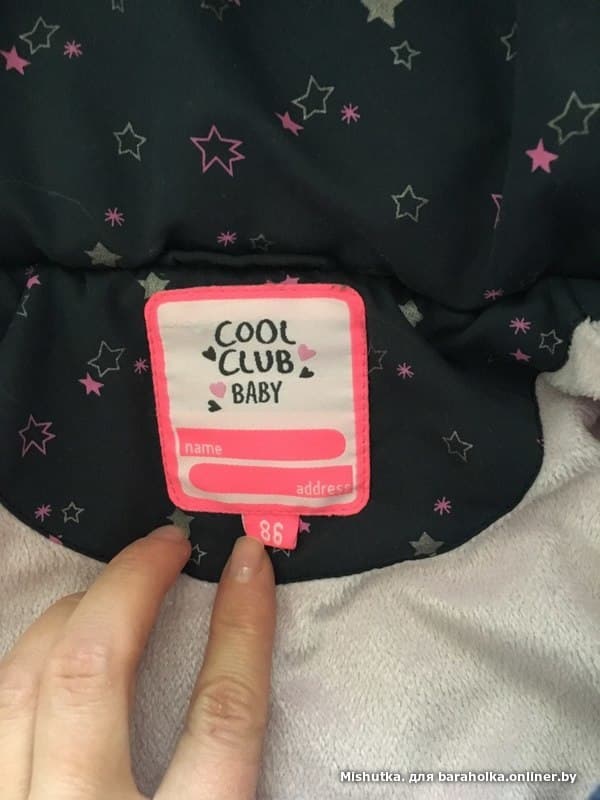 COOL
CLUB
BABY
name
address
86
Mishutka. для baraholka.onliner.by